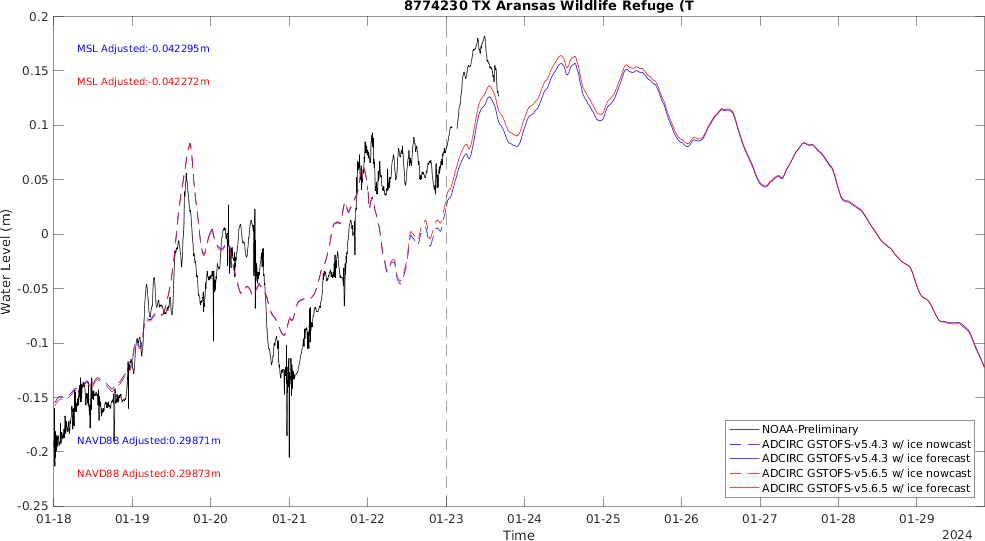 8774230 TX Aransas Wildlife Refuge (T
0.2
0.15
0.1
0.05
0
-0.05
-0.1
-0.15
-0.2
-0.25
Water Level (m)
MSL Adjusted:-0.042295m
MSL Adjusted:-0.042272m
NAVD88 Adjusted:0.29871m
NAVD88 Adjusted:0.29873m
NOAA-Preliminary
ADCIRC GSTOFS-v5.4.3 w/ ice nowcast
ADCIRC GSTOFS-v5.4.3 w/ ice forecast
ADCIRC GSTOFS-v5.6.5 w/ ice nowcast
ADCIRC GSTOFS-v5.6.5 w/ ice forecast
01-18 01-19 01-20 01-21 01-22 01-23 01-24 01-25 01-26 01-27 01-28 01-29
Time
2024